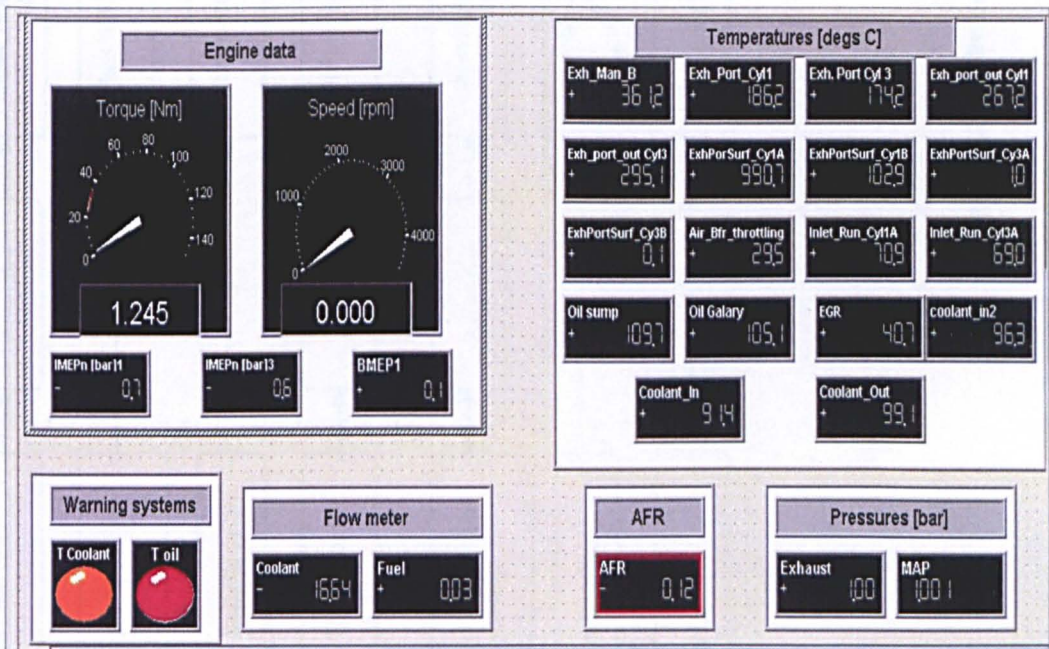 Engine data
Torque [Nm]
0
20
40
60
80
100
120
140
1.245
Speed [rpm]
0
1000
2000
3000
4000
0.000
IMEPn [bar]1
- 0,7
IMEPn [bar]3
- 0,6
BMEP1
+ 0,1
Temperatures [degs C]
Exh_Man_B
+ 361,2
Exh_Port_Cyl1
+ 186,2
Exh. Port Cyl 3
+ 174,2
Exh_port_out Cyl1
+ 267,2
Exh_port_out Cyl3
+ 295,1
ExhPorSurf_Cy1A
+ 990,7
ExhPortSurf_Cy1B
+ 102,9
ExhPortSurf_Cy3A
+ 1,0
ExhPortSurf_Cy3B
+ 0,1
Air_Bfr_throttling
+ 29,5
Inlet_Run_Cyl1A
+ 70,9
Inlet_Run_Cyl3A
+ 69,0
Oil sump
+ 109,7
Oil Galary
+ 105,1
EGR
+ 40,7
coolant_in2
+ 96,3
Coolant_In
+ 91,4
Coolant_Out
+ 99,1
Warning systems
T Coolant
T oil
Flow meter
Coolant
- 16,64
Fuel
+ 0,03
AFR
AFR
- 0,12
Pressures [bar]
Exhaust
+ 1,00
MAP
1,001